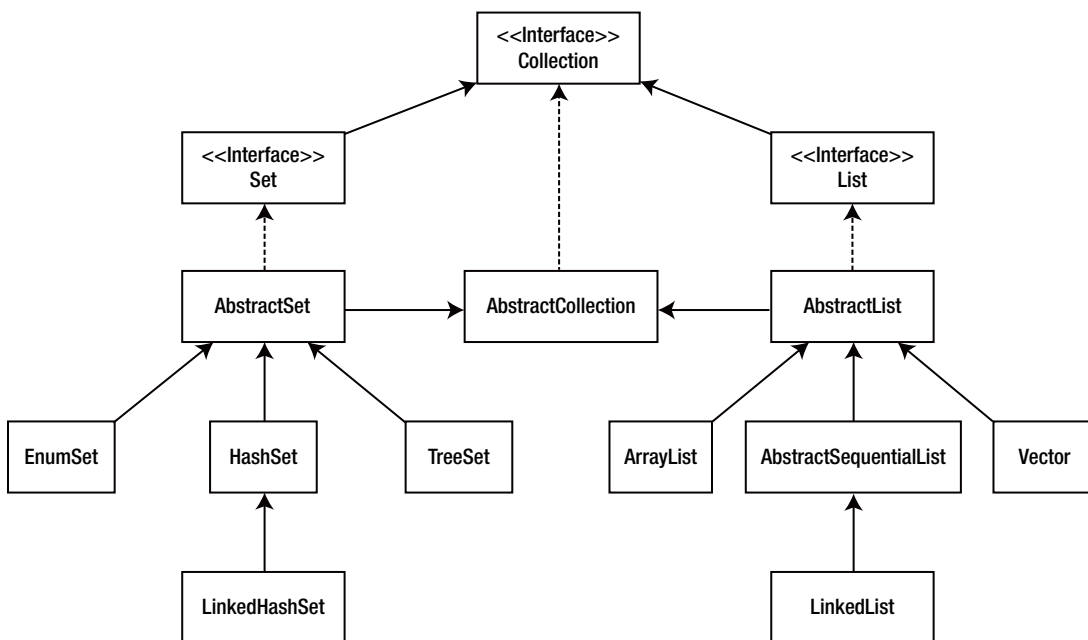 <<Interface>>
Collection
<<Interface>>
Set
<<Interface>>
List
AbstractSet
AbstractCollection
AbstractList
EnumSet
HashSet
TreeSet
ArrayList
AbstractSequentialList
Vector
LinkedHashSet
LinkedList